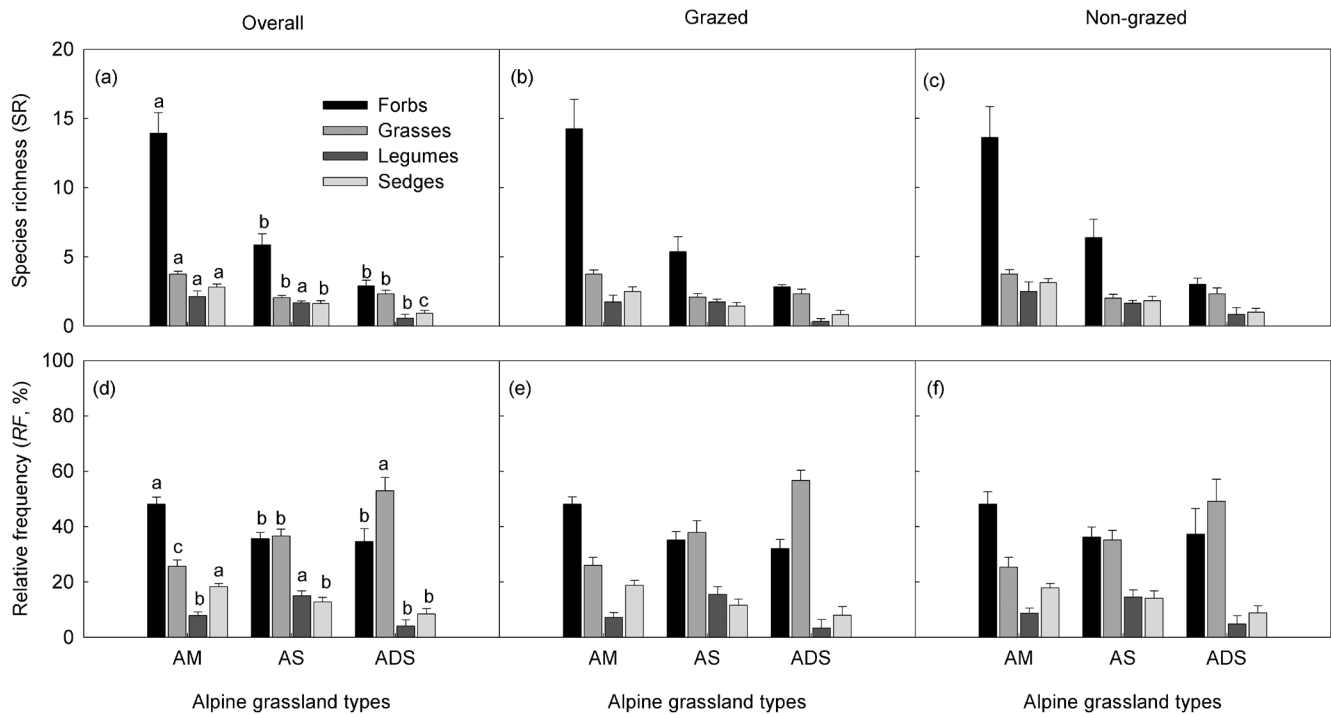 Overall
Grazed
Non-grazed
Species richness (SR)
20
15
10
5
0
(a)
a
a
a
a
b
b
a
b
b
b
b
c
Forbs
Grasses
Legumes
Sedges
(b)
(c)
Relative frequency (RF, %)
100
80
60
40
20
0
(d)
a
c
b
a
b
b
a
b
b
a
b
b
(e)
(f)
AM AS ADS
AM AS ADS
AM AS ADS
Alpine grassland types
Alpine grassland types
Alpine grassland types